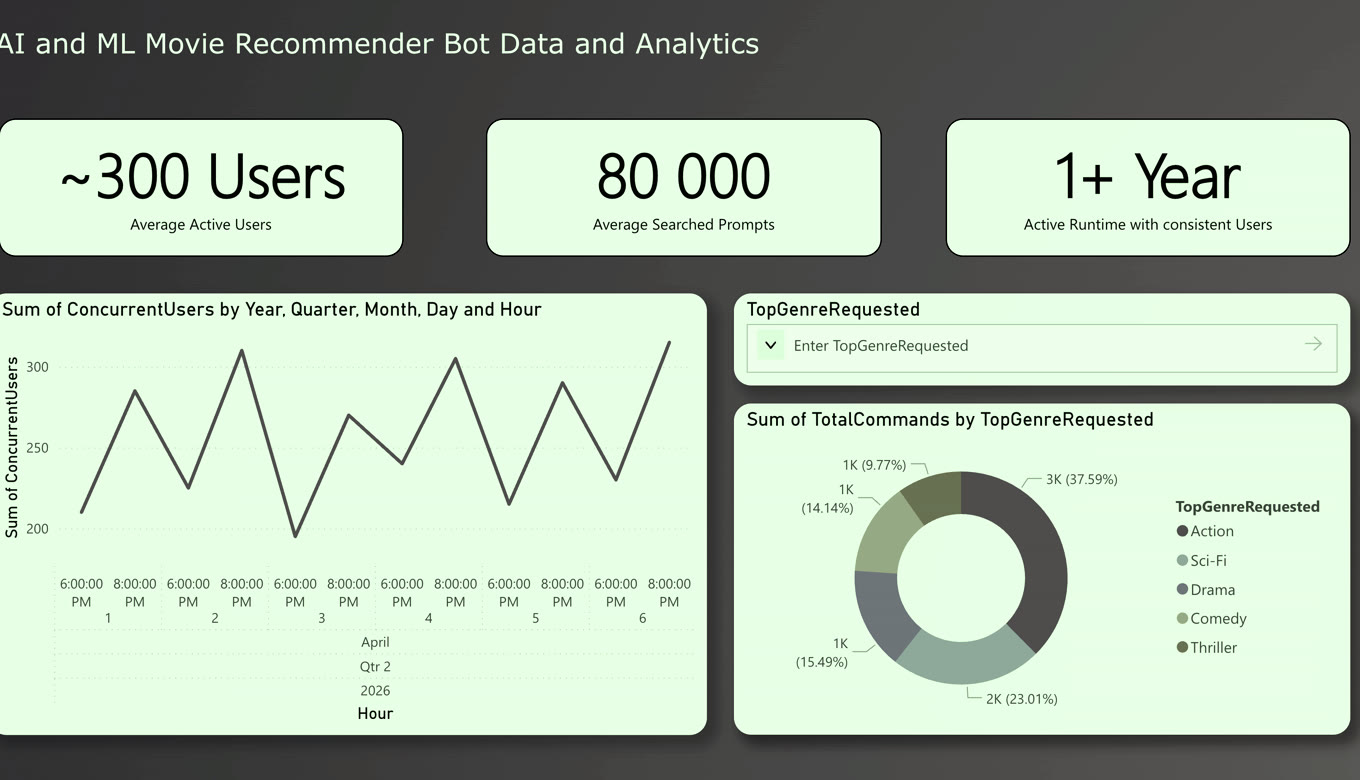 AI and ML Movie Recommender Bot Data and Analytics
~300 Users
Average Active Users
80 000
Average Searched Prompts
1+ Year
Active Runtime with consistent Users
Sum of ConcurrentUsers by Year, Quarter, Month, Day and Hour
Sum of ConcurrentUsers
300
250
200
6:00:00 PM
8:00:00 PM
6:00:00 PM
8:00:00 PM
6:00:00 PM
8:00:00 PM
6:00:00 PM
8:00:00 PM
6:00:00 PM
8:00:00 PM
6:00:00 PM
8:00:00 PM
1
2
3
4
5
6
April
Qtr 2
2026
Hour
TopGenreRequested
Enter TopGenreRequested
Sum of TotalCommands by TopGenreRequested
1K (9.77%)
3K (37.59%)
1K
(14.14%)
1K
(15.49%)
2K (23.01%)
TopGenreRequested
Action
Sci-Fi
Drama
Comedy
Thriller